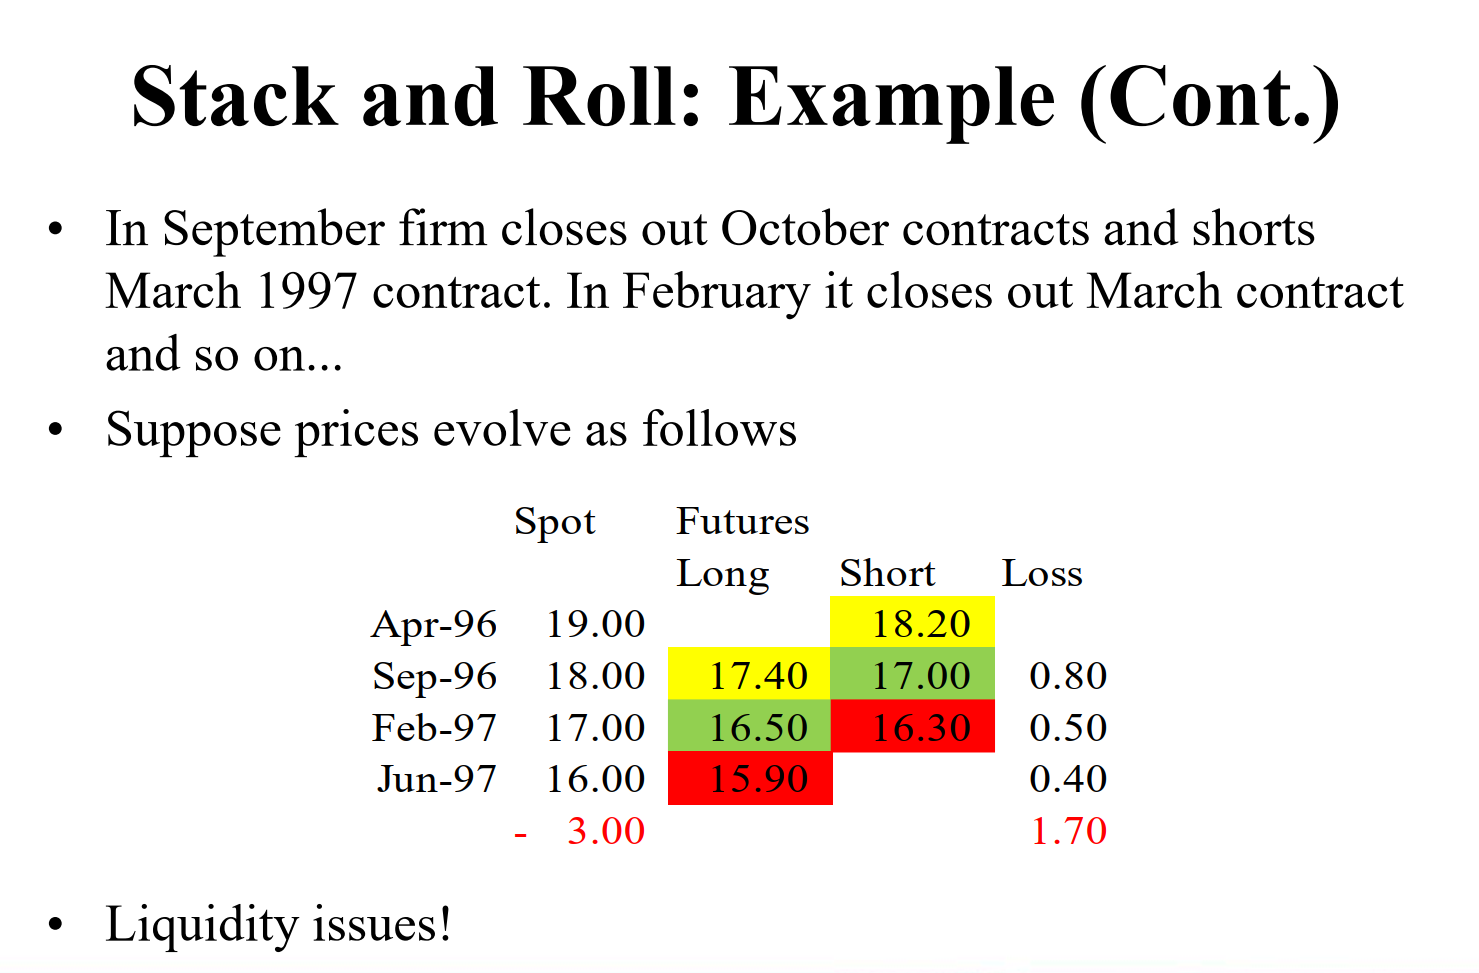 Stack and Roll: Example (Cont.)
• In September firm closes out October contracts and shorts
March 1997 contract. In February it closes out March contract
and so on...
• Suppose prices evolve as follows
Spot Futures
Long Short Loss
Apr-96 19.00 18.20
Sep-96 18.00 17.40 17.00 0.80
Feb-97 17.00 16.50 16.30 0.50
Jun-97 16.00 15.90 0.40
- 3.00 1.70
• Liquidity issues!